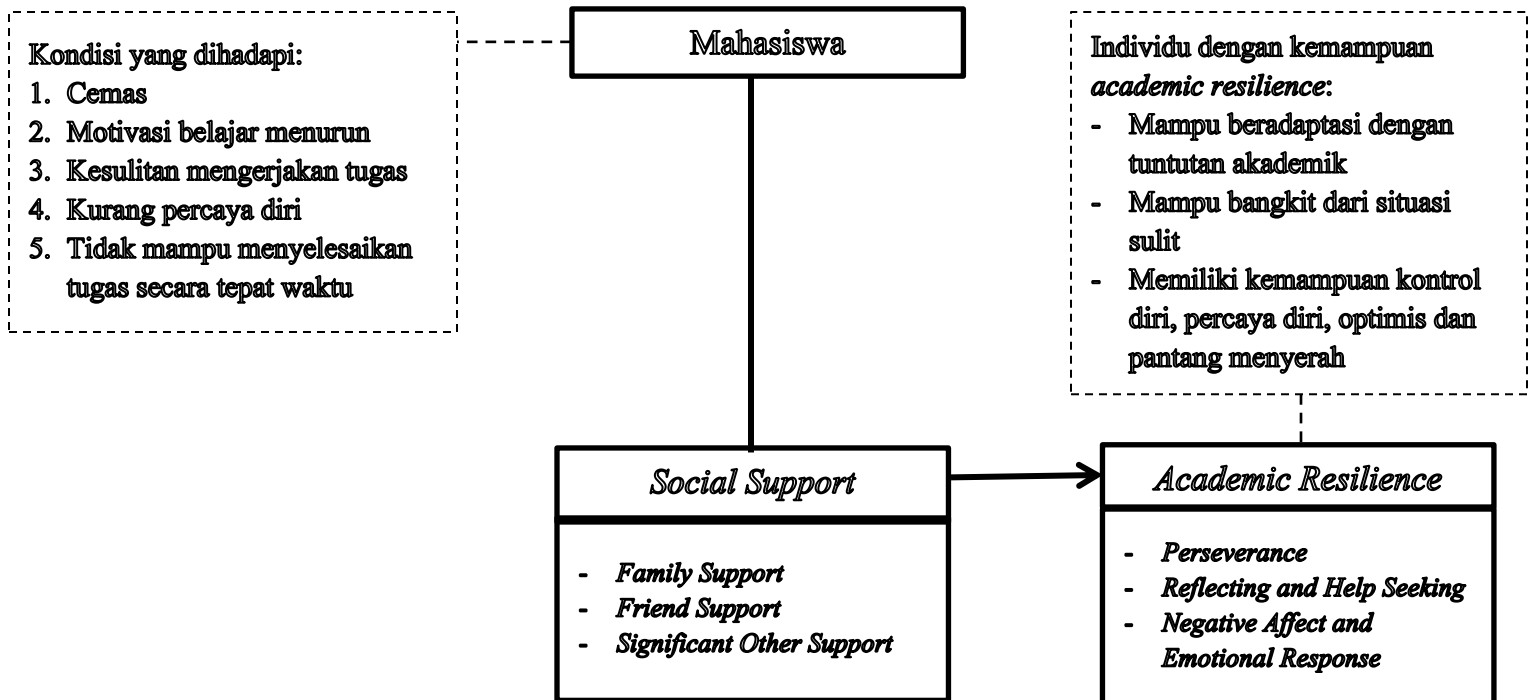 Kondisi yang dihadapi:
1. Cemas
2. Motivasi belajar menurun
3. Kesulitan mengerjakan tugas
4. Kurang percaya diri
5. Tidak mampu menyelesaikan
tugas secara tepat waktu
Mahasiswa
Individu dengan kemampuan
academic resilience:
- Mampu beradaptasi dengan
tuntutan akademik
- Mampu bangkit dari situasi
sulit
- Memiliki kemampuan kontrol
diri, percaya diri, optimis dan
pantang menyerah
Social Support
- Family Support
- Friend Support
- Significant Other Support
Academic Resilience
- Perseverance
- Reflecting and Help Seeking
- Negative Affect and
Emotional Response